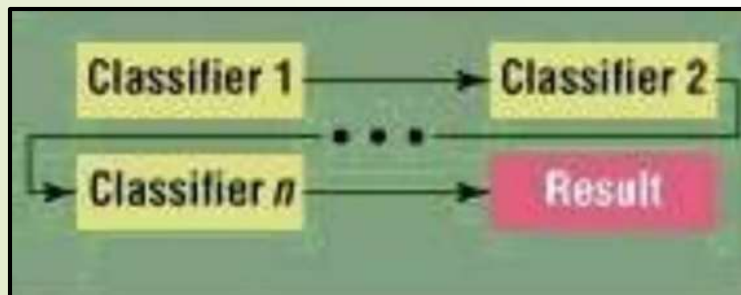 Classifier 1
Classifier 2
• • •
Classifier n
Result